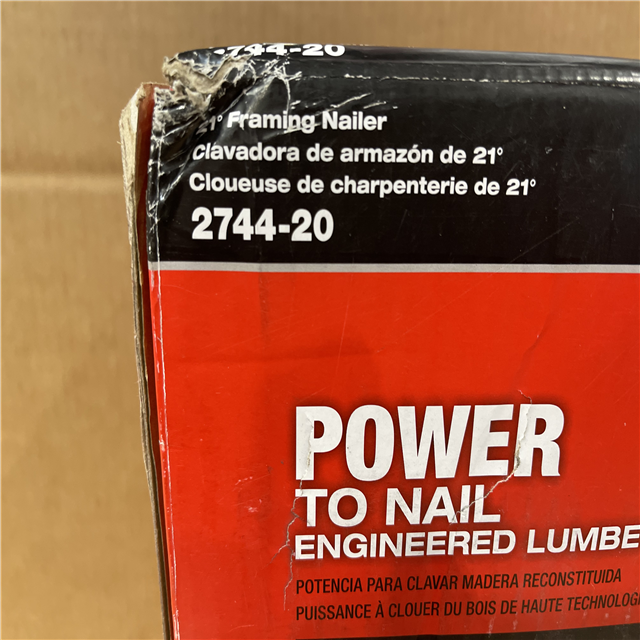 2744-20
21° Framing Nailer
Clavadora de armazón de 21°
Cloueuse de charpenterie de 21°
2744-20
POWER
TO NAIL
ENGINEERED LUMBE
POTENCIA PARA CLAVAR MADERA RECONSTITUIDA
PUISSANCE À CLOUER DU BOIS DE HAUTE TECHNOLOGI